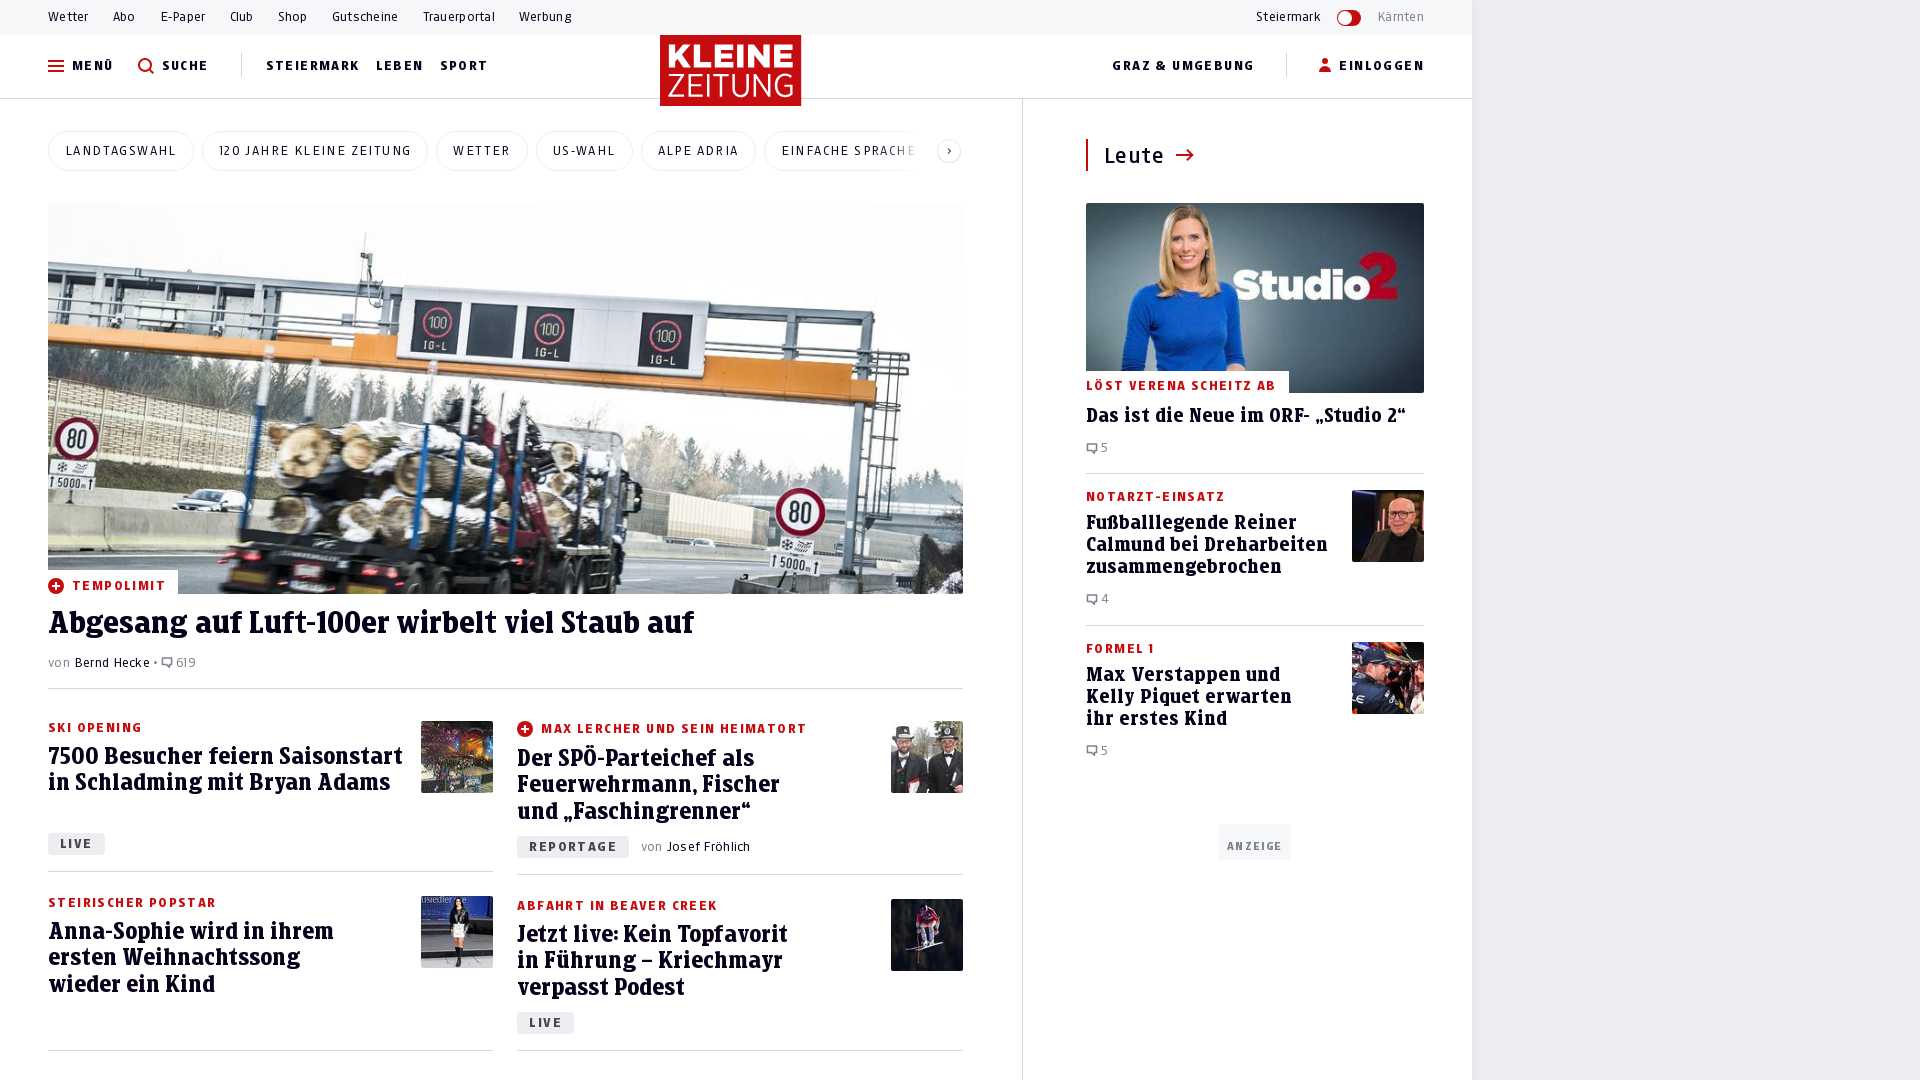 Wetter Abo E-Paper Club Shop Gutscheine Trauerportal Werbung Steiermark Kärnten
MENÜ SUCHE STEIERMARK LEBEN SPORT KLEINE ZEITUNG GRAZ & UMGEBUNG EINLOGGEN
LANDTAGSWAHL 120 JAHRE KLEINE ZEITUNG WETTER US-WAHL ALPE ADRIA EINFACHE SPRACHE
100 100 100
IG-L IG-L IG-L
80
5000m
80
5000m
TEMPOLIMIT
Abgesang auf Luft-100er wirbelt viel Staub auf
von Bernd Hecke • 619
SKI OPENING
7500 Besucher feiern Saisonstart
in Schladming mit Bryan Adams
LIVE
MAX LERCHER UND SEIN HEIMATORT
Der SPÖ-Parteichef als
Feuerwehrmann, Fischer
und „Faschingrenner“
REPORTAGE von Josef Fröhlich
STEIRISCHER POPSTAR
Anna-Sophie wird in ihrem
ersten Weihnachtssong
wieder ein Kind
ABFAHRT IN BEAVER CREEK
Jetzt live: Kein Topfavorit
in Führung – Kriechmayr
verpasst Podest
LIVE
Leute
Studio2
LÖST VERENA SCHEITZ AB
Das ist die Neue im ORF- „Studio 2“
5
NOTARZT-EINSATZ
Fußballlegende Reiner
Calmund bei Dreharbeiten
zusammengebrochen
4
FORMEL 1
Max Verstappen und
Kelly Piquet erwarten
ihr erstes Kind
5
ANZEIGE